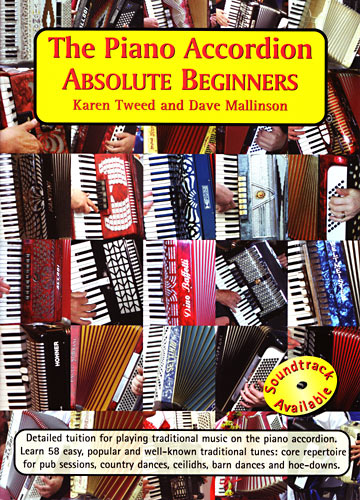 The Piano Accordion
ABSOLUTE BEGINNERS
Karen Tweed and Dave Mallinson
Dino Baffetti
HOHNER
Soundtrack
Available
Detailed tuition for playing traditional music on the piano accordion.
Learn 58 easy, popular and well-known traditional tunes: core repertoire
for pub sessions, country dances, ceilidhs, barn dances and hoe-downs.